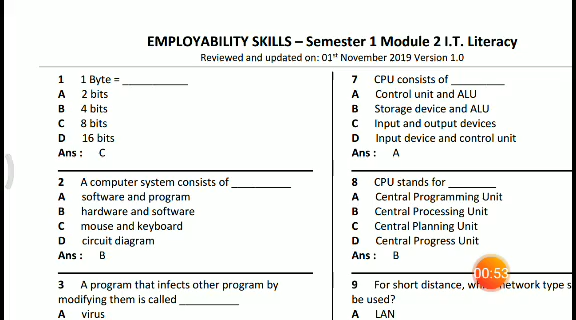 EMPLOYABILITY SKILLS – Semester 1 Module 2 I.T. Literacy
Reviewed and updated on: 01st November 2019 Version 1.0
1 1 Byte = ____________
A 2 bits
B 4 bits
C 8 bits
D 16 bits
Ans : C
2 A computer system consists of ___________
A software and program
B hardware and software
C mouse and keyboard
D circuit diagram
Ans : B
3 A program that infects other program by
modifying them is called ___________
A virus
7 CPU consists of __________
A Control unit and ALU
B Storage device and ALU
C Input and output devices
D Input device and control unit
Ans : A
8 CPU stands for _________
A Central Programming Unit
B Central Processing Unit
C Central Planning Unit
D Central Progress Unit
Ans : B
00:53
9 For short distance, network type
be used?
A LAN